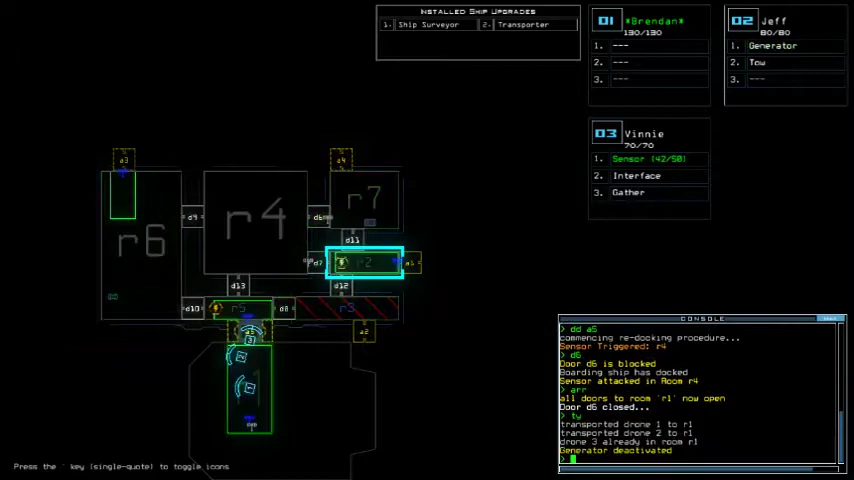 INSTALLED SHIP UPGRADES
1. Ship Surveyor 2. Transporter
01 *Brendan*
130/130
1. ---
2. ---
3. ---
02 Jeff
80/80
1. Generator
2. Tow
3. ---
03 Vinnie
70/70
1. Sensor (42/50)
2. Interface
3. Gather
d3
d4
r6
d9
r4
d6
r7
d11
d7
r2
a1
d13
d12
d10
r5
d8
r3
a5
a2
3
2
1
CONSOLE
> dd a5
commencing re-docking procedure...
Sensor Triggered: r4
> d6
Door d6 is blocked
Boarding ship has docked
Sensor attacked in Room r4
> arr
all doors to room 'r1' now open
Door d6 closed...
> ty
transported drone 1 to r1
transported drone 2 to r1
drone 3 already in room r1
Generator deactivated
>
Press the ` key (single-quote) to toggle icons